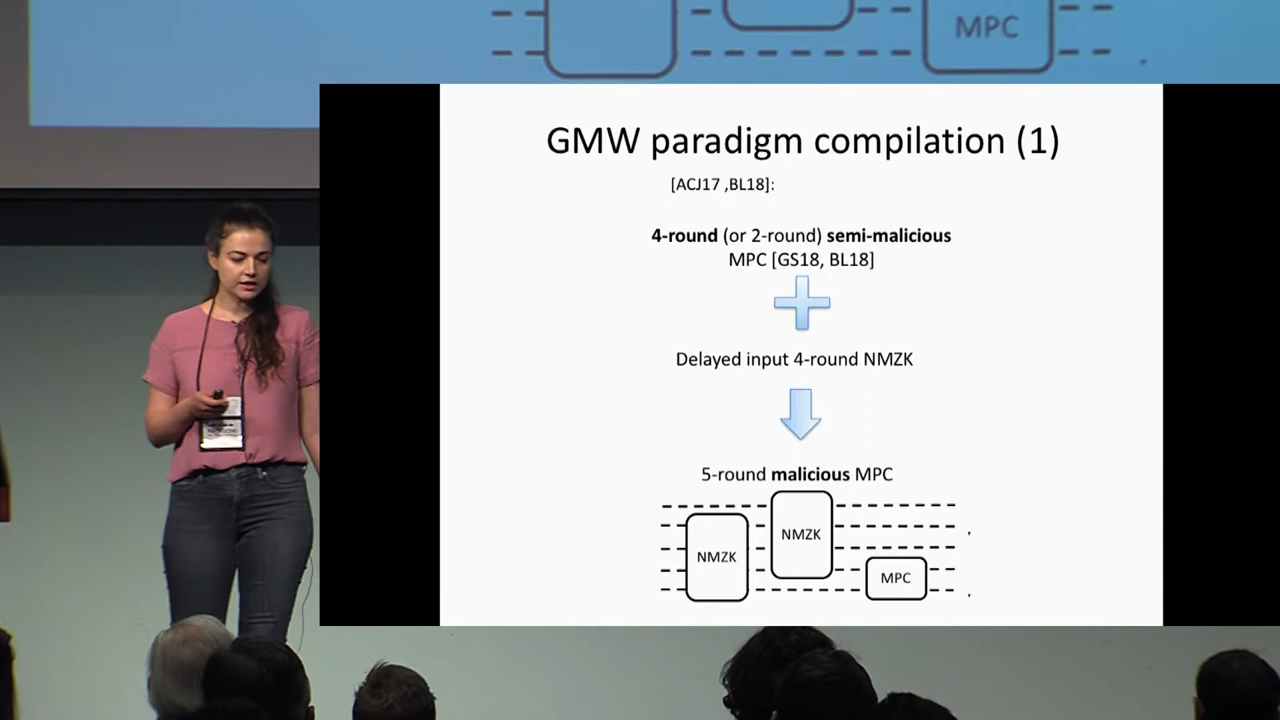 MPC
GMW paradigm compilation (1)
[ACJ17 ,BL18]:
4-round (or 2-round) semi-malicious
MPC [GS18, BL18]
Delayed input 4-round NMZK
5-round malicious MPC
NMZK
NMZK
MPC